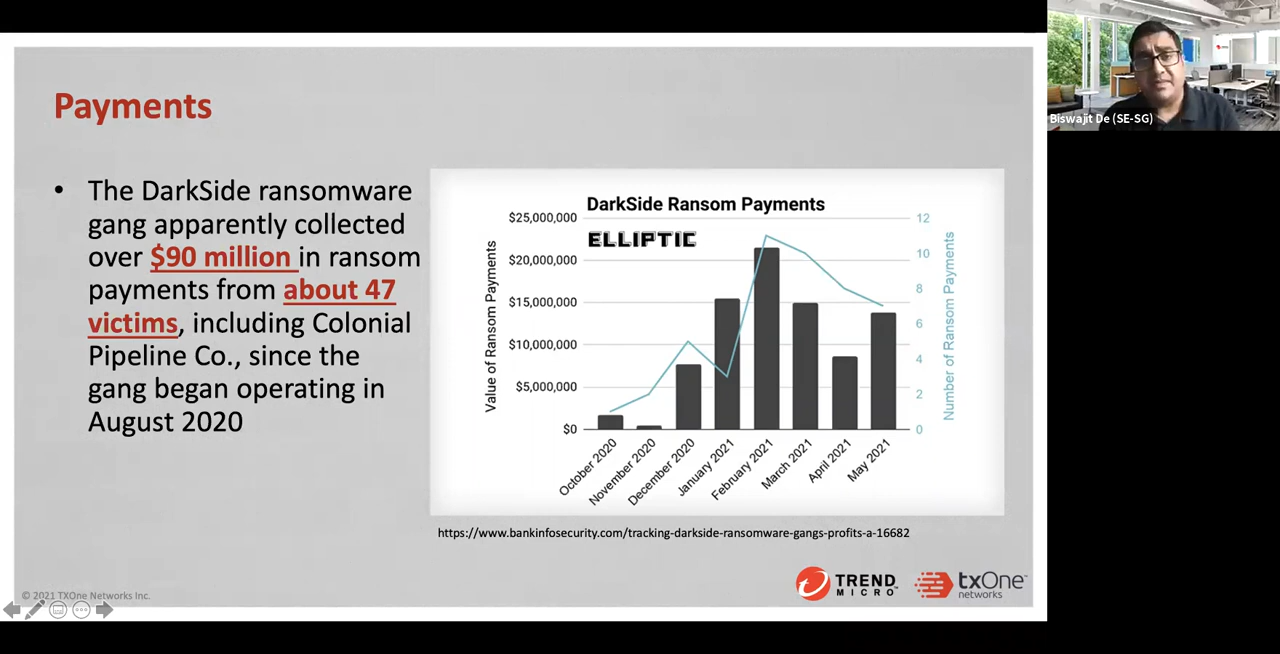 Payments
• The DarkSide ransomware
gang apparently collected
over $90 million in ransom
payments from about 47
victims, including Colonial
Pipeline Co., since the
gang began operating in
August 2020
DarkSide Ransom Payments
ELLIPTIC
Value of Ransom Payments
$25,000,000
$20,000,000
$15,000,000
$10,000,000
$5,000,000
$0
12
10
8
6
4
2
0
Number of Ransom Payments
October 2020
November 2020
December 2020
January 2021
February 2021
March 2021
April 2021
May 2021
https://www.bankinfosecurity.com/tracking-darkside-ransomware-gangs-profits-a-16682
© 2021 TXOne Networks Inc.
TREND
MICRO™
txOne™
networks
Biswajit De (SE-SG)